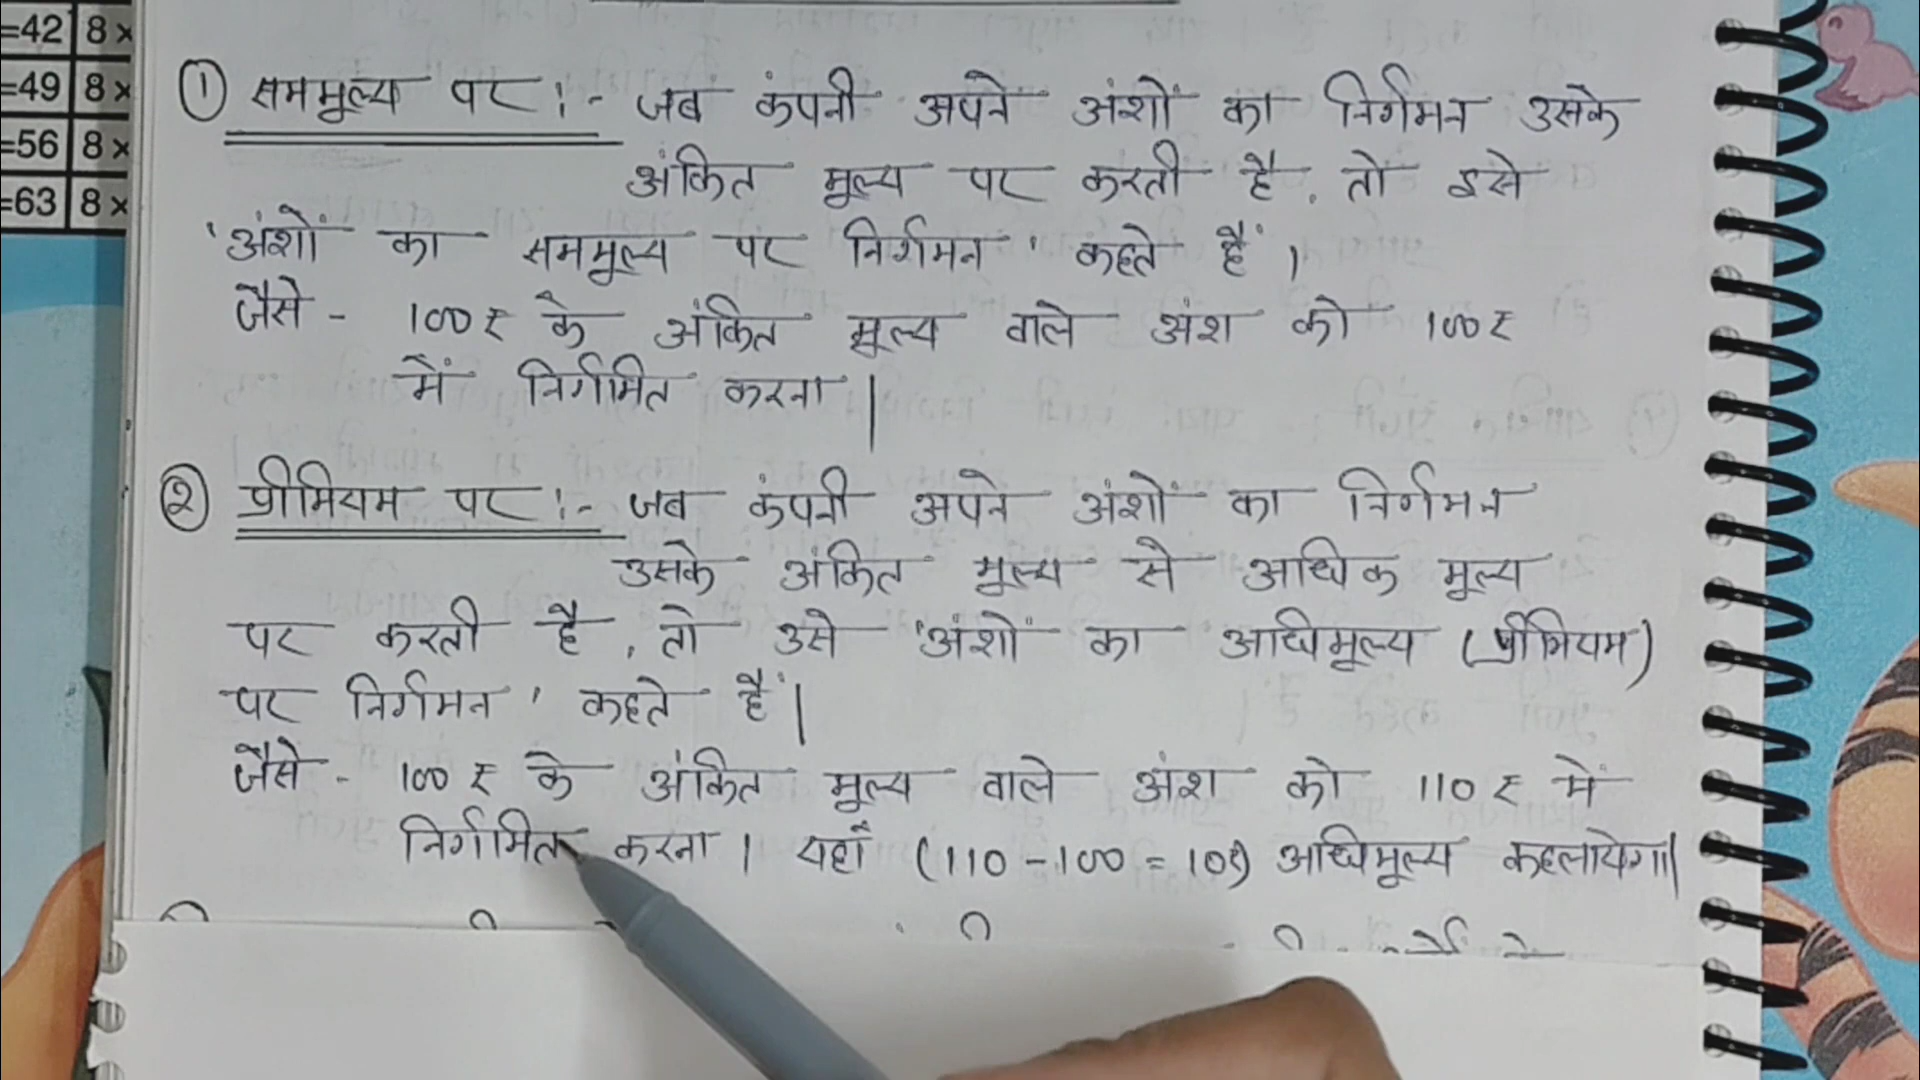 =42 8×
=49 8×
=56 8×
=63 8×
① सममूल्य पर :- जब कंपनी अपने अंशों का निर्गमन उसके
अंकित मूल्य पर करती है, तो इसे
'अंशों का सममूल्य पर निर्गमन' कहते हैं।
जैसे - 100₹ के अंकित मूल्य वाले अंश को 100₹
में निर्गमित करना।
② प्रीमियम पर :- जब कंपनी अपने अंशों का निर्गमन
उसके अंकित मूल्य से अधिक मूल्य
पर करती है, तो उसे 'अंशों का अधिमूल्य (प्रीमियम)
पर निर्गमन' कहते हैं।
जैसे - 100₹ के अंकित मूल्य वाले अंश को 110₹ में
निर्गमित करना। यहाँ (110-100=10₹) अधिमूल्य कहलायेगा।